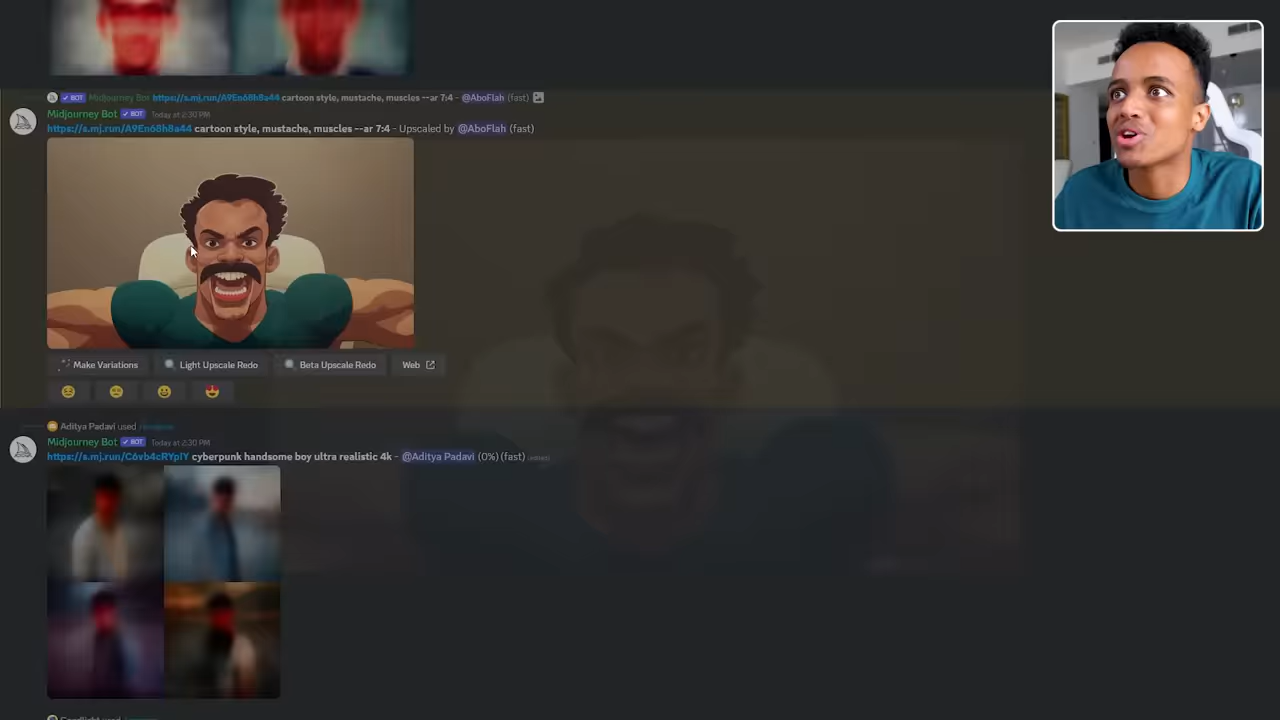 BOT Midjourney Bot https://s.mj.run/A9En68h8a44 cartoon style, mustache, muscles --ar 7:4 - @AboFlah (fast)
Midjourney Bot BOT Today at 2:30 PM
https://s.mj.run/A9En68h8a44 cartoon style, mustache, muscles --ar 7:4 - Upscaled by @AboFlah (fast)
Make Variations Light Upscale Redo Beta Upscale Redo Web
Aditya Padavi used
Midjourney Bot BOT Today at 2:30 PM
https://s.mj.run/C6vb4cRYpIY cyberpunk handsome boy ultra realistic 4k - @Aditya Padavi (0%) (fast) (edited)